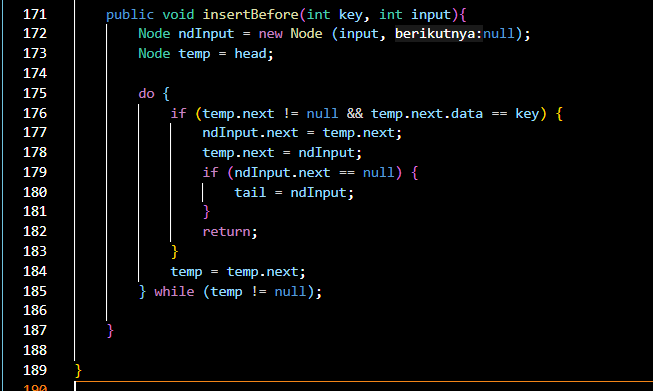 171 public void insertBefore(int key, int input){
172 Node ndInput = new Node (input, berikutnya:null);
173 Node temp = head;
174
175 do {
176 if (temp.next != null && temp.next.data == key) {
177 ndInput.next = temp.next;
178 temp.next = ndInput;
179 if (ndInput.next == null) {
180 tail = ndInput;
181 }
182 return;
183 }
184 temp = temp.next;
185 } while (temp != null);
186
187 }
188
189 }
190